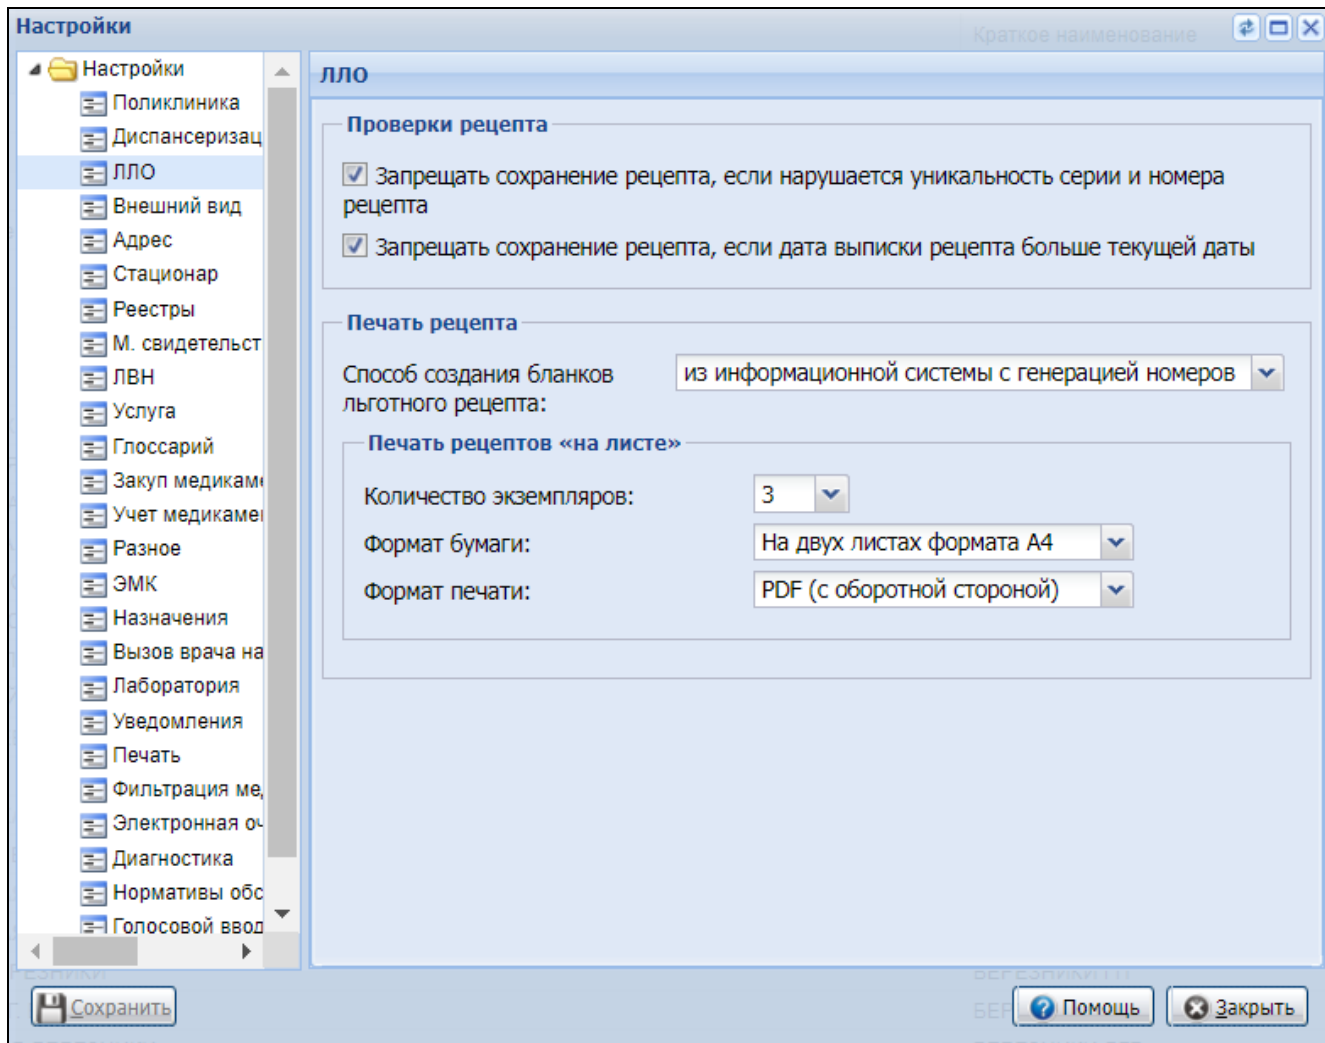 Настройки
Краткое наименование
Настройки
Поликлиника
Диспансеризац
ЛЛО
Внешний вид
Адрес
Стационар
Реестры
М. свидетельст
ЛВН
Услуга
Глоссарий
Закуп медикаме
Учет медикамен
Разное
ЭМК
Назначения
Вызов врача на
Лаборатория
Уведомления
Печать
Фильтрация ме
Электронная оч
Диагностика
Нормативы обс
Голосовой ввод
ЛЛО
Проверки рецепта
Запрещать сохранение рецепта, если нарушается уникальность серии и номера
рецепта
Запрещать сохранение рецепта, если дата выписки рецепта больше текущей даты
Печать рецепта
Способ создания бланков
льготного рецепта:
из информационной системы с генерацией номеров
Печать рецептов «на листе»
Количество экземпляров: 3
Формат бумаги: На двух листах формата А4
Формат печати: PDF (с оборотной стороной)
Сохранить
Помощь
Закрыть